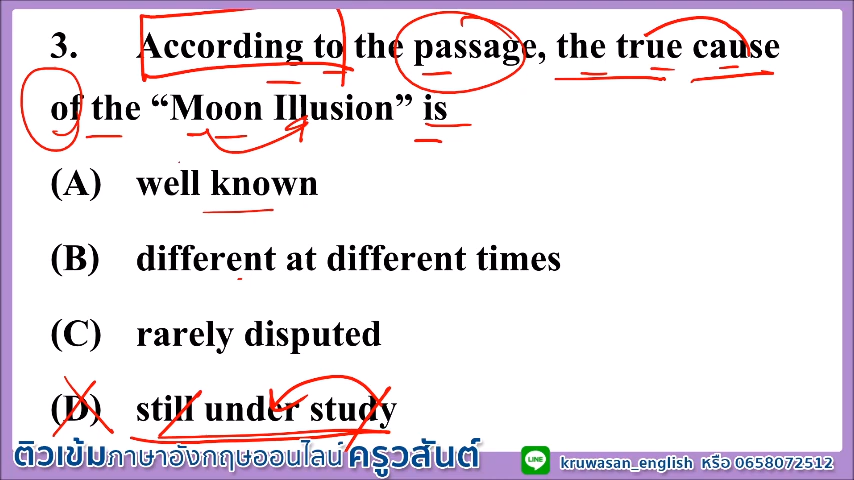 3. According to the passage, the true cause
of the “Moon Illusion” is
(A) well known
(B) different at different times
(C) rarely disputed
(D) still under study
ติวเข้มภาษาอังกฤษออนไลน์ ครูวสันต์ LINE kruwasan_english หรือ 0658072512